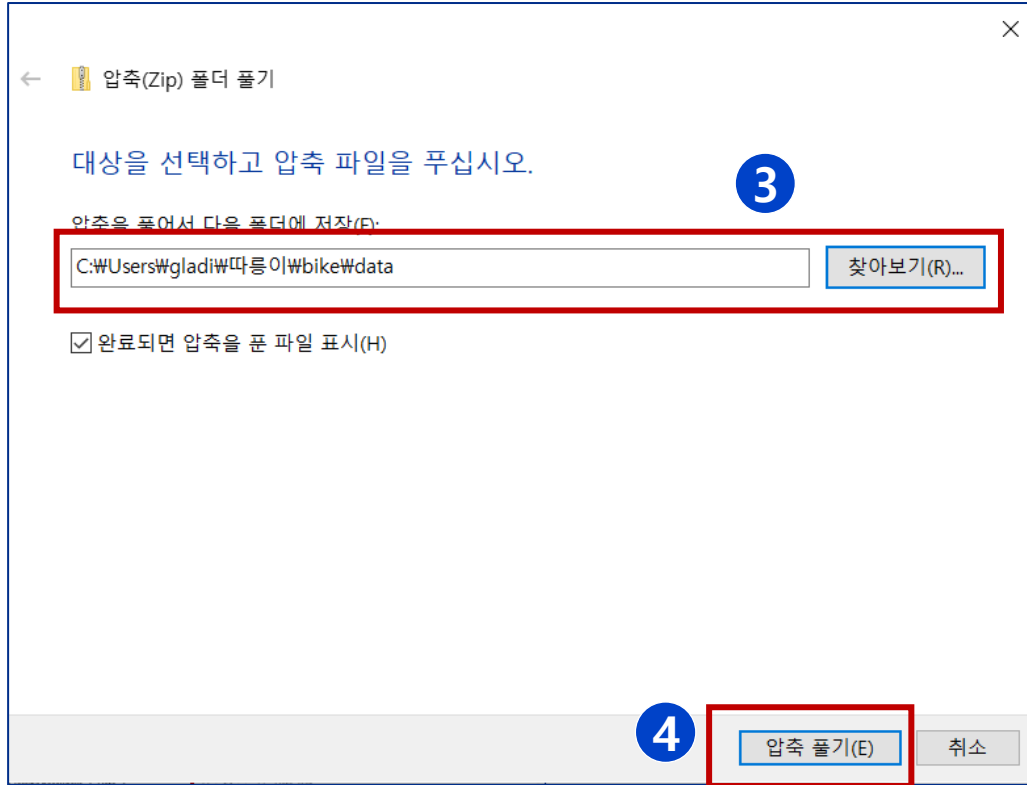 압축(Zip) 폴더 풀기
대상을 선택하고 압축 파일을 푸십시오.
3
압축을 풀어서 다음 폴더에 저장(F):
C:₩Users₩gladi₩따릉이₩bike₩data
찾아보기(R)...
완료되면 압축을 푼 파일 표시(H)
4
압축 풀기(E)
취소